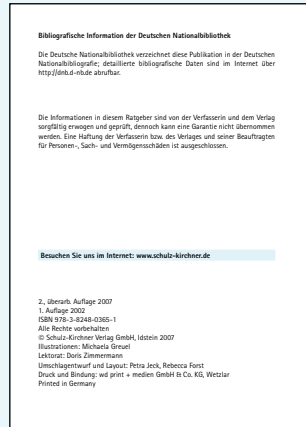 Bibliografische Information der Deutschen Nationalbibliothek
Die Deutsche Nationalbibliothek verzeichnet diese Publikation in der Deutschen
Nationalbibliografie; detaillierte bibliografische Daten sind im Internet über
http://dnb.d-nb.de abrufbar.
Die Informationen in diesem Ratgeber sind von der Verfasserin und dem Verlag
sorgfältig erwogen und geprüft, dennoch kann eine Garantie nicht übernommen
werden. Eine Haftung der Verfasserin bzw. des Verlages und seiner Beauftragten
für Personen-, Sach- und Vermögensschäden ist ausgeschlossen.
Besuchen Sie uns im Internet: www.schulz-kirchner.de
2., überarb. Auflage 2007
1. Auflage 2002
ISBN 978-3-8248-0365-1
Alle Rechte vorbehalten
© Schulz-Kirchner Verlag GmbH, Idstein 2007
Illustrationen: Michaela Greuel
Lektorat: Doris Zimmermann
Umschlagentwurf und Layout: Petra Jeck, Rebecca Forst
Druck und Bindung: wd print + medien GmbH & Co. KG, Wetzlar
Printed in Germany